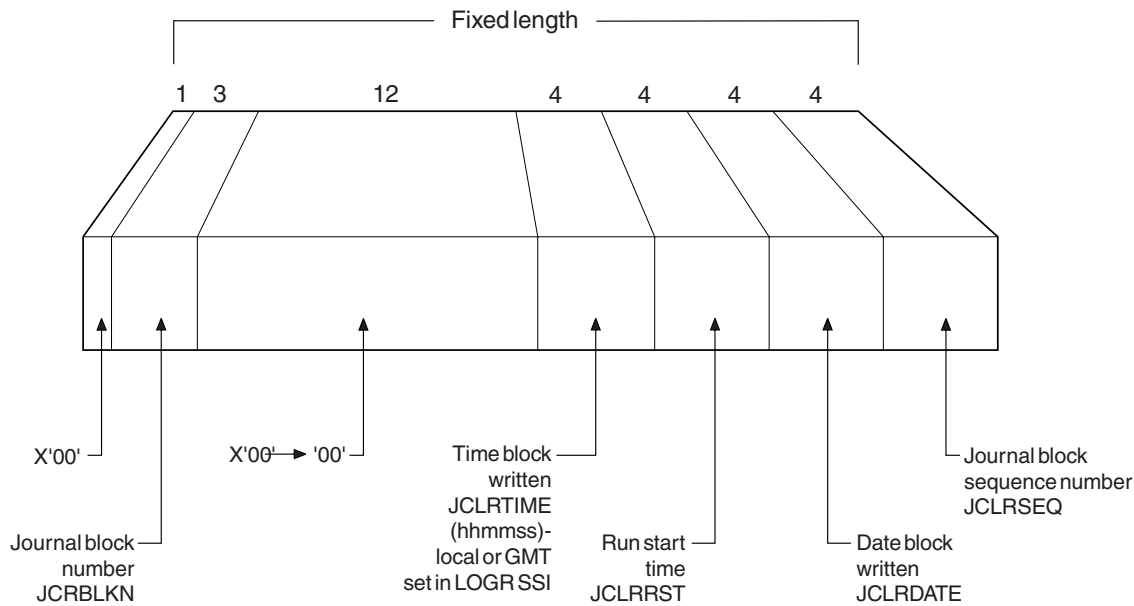 Fixed length
1 3 12 4 4 4 4
X'00'
Journal block
number
JCRBLKN
X'00' '00'
Time block
written
JCLRTIME
(hhmmss)-
local or GMT
set in LOGR SSI
Run start
time
JCLRRST
Date block
written
JCLRDATE
Journal block
sequence number
JCLRSEQ